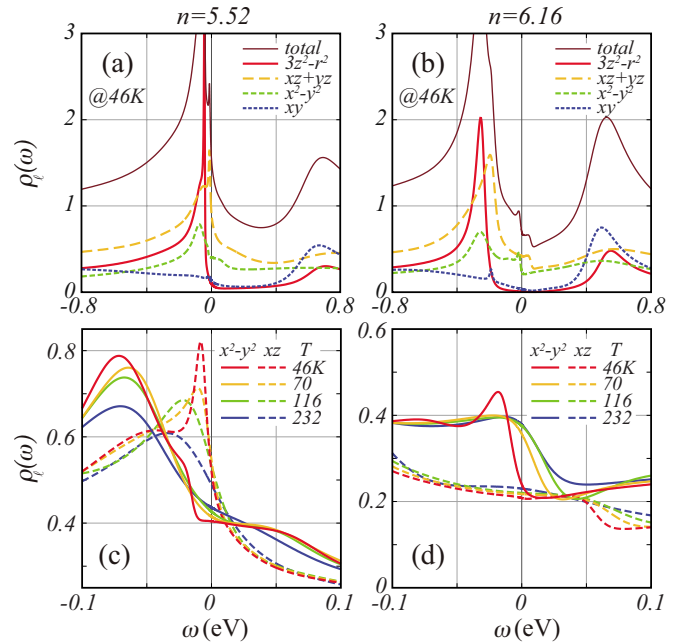 n=5.52
n=6.16
3
2
1
0
ρℓ(ω)
(a)
@46K
total
3z²-r²
xz+yz
x²-y²
xy
-0.8
0
0.8
3
2
1
0
(b)
@46K
total
3z²-r²
xz+yz
x²-y²
xy
-0.8
0
0.8
0.8
0.6
0.4
ρℓ(ω)
x²-y² xz T
46K
70
116
232
(c)
-0.1
0
0.1
ω(eV)
0.6
0.4
0.2
0
x²-y² xz T
46K
70
116
232
(d)
-0.1
0
0.1
ω(eV)